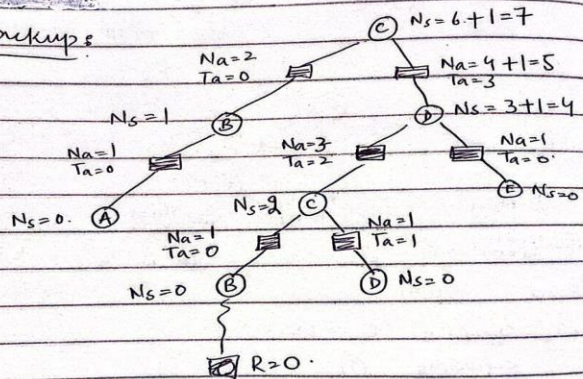 Backup:
C Ns = 6 + 1 = 7
Na = 2
Ta = 0
Na = 4 + 1 = 5
Ta = 3
Ns = 1 B
D Ns = 3 + 1 = 4
Na = 1
Ta = 0
Na = 3
Ta = 2
Na = 1
Ta = 0.
Ns = 0. A
Ns = 2 C
E Ns = 0
Na = 1
Ta = 0
Na = 1
Ta = 1
Ns = 0 B
D Ns = 0
R = 0.